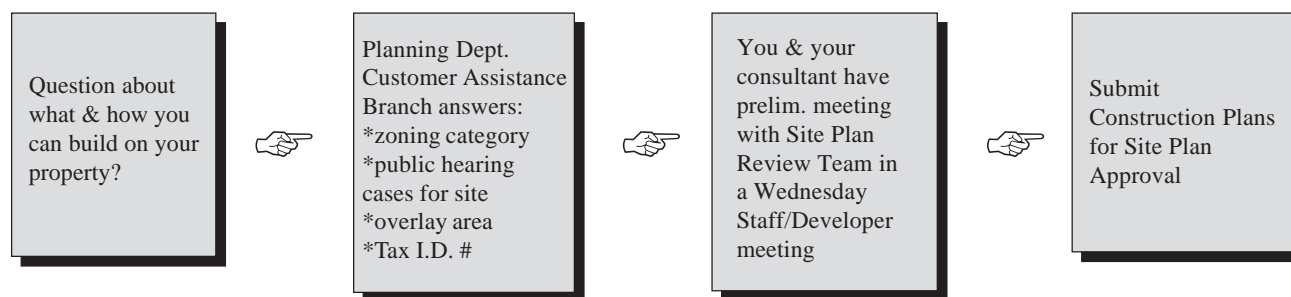 Question about
what & how you
can build on your
property?
Planning Dept.
Customer Assistance
Branch answers:
*zoning category
*public hearing
cases for site
*overlay area
*Tax I.D. #
You & your
consultant have
prelim. meeting
with Site Plan
Review Team in
a Wednesday
Staff/Developer
meeting
Submit
Construction Plans
for Site Plan
Approval